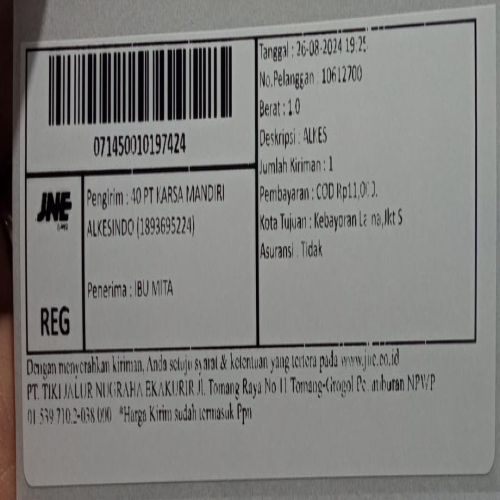 071450010197424
JNE
REG
Pengirim : 40 PT KARSA MANDIRI
ALKESINDO (1893695224)
Penerima : IBU MITA
Tanggal : 26-08-2024 19:25
No.Pelanggan : 10612700
Berat : 1.0
Deskripsi : ALKES
Jumlah Kiriman : 1
Pembayaran : COD
Kota Tujuan : Kebayoran Jkt S
Asuransi : Tidak
Dengan menyerahkan kiriman, Anda setuju syarat & ketentuan yang tertera pada www.jne.co.id
PT. TIKI JALUR NUGRAHA EKAKURIR Jl. Tomang Raya No 11 Tomang-Grogol NPWP
01.539.710.2-038.000 *Harga Kirim sudah termasuk Ppn